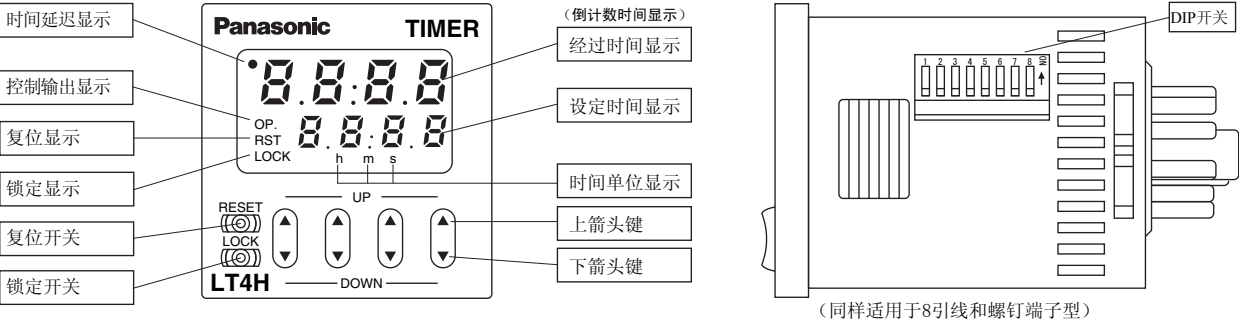 时间延迟显示
控制输出显示
复位显示
锁定显示
复位开关
锁定开关
Panasonic TIMER
8.8:8.8
OP.
RST
LOCK
8.8:8.8
h m s
UP
RESET
LOCK
LT4H
DOWN
（倒计数时间显示）
经过时间显示
设定时间显示
时间单位显示
上箭头键
下箭头键
DIP开关
1 2 3 4 5 6 7 8 ON
（同样适用于8引线和螺钉端子型）